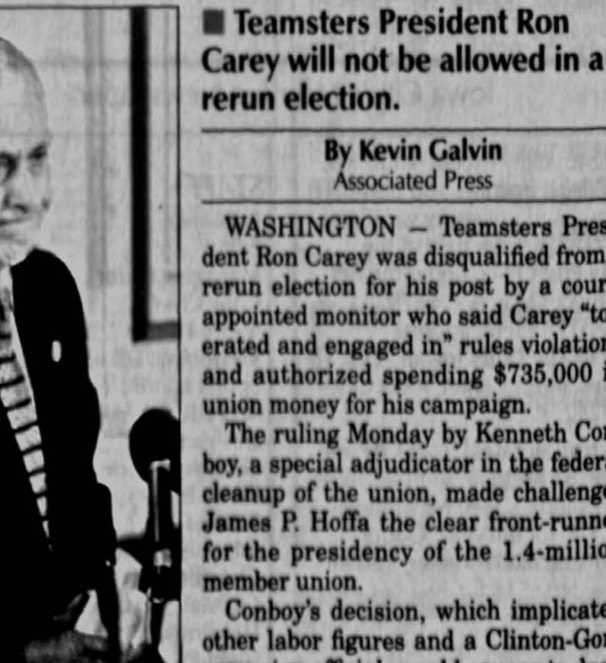 Teamsters President Ron
Carey will not be allowed in a
rerun election.
By Kevin Galvin
Associated Press
WASHINGTON – Teamsters Pres
dent Ron Carey was disqualified from
rerun election for his post by a cour
appointed monitor who said Carey “to
erated and engaged in” rules violation
and authorized spending $735,000 i
union money for his campaign.
The ruling Monday by Kenneth Con
boy, a special adjudicator in the federa
cleanup of the union, made challenge
James P. Hoffa the clear front-runne
for the presidency of the 1.4-millio
member union.
Conboy's decision, which implicate
other labor figures and a Clinton-Gor